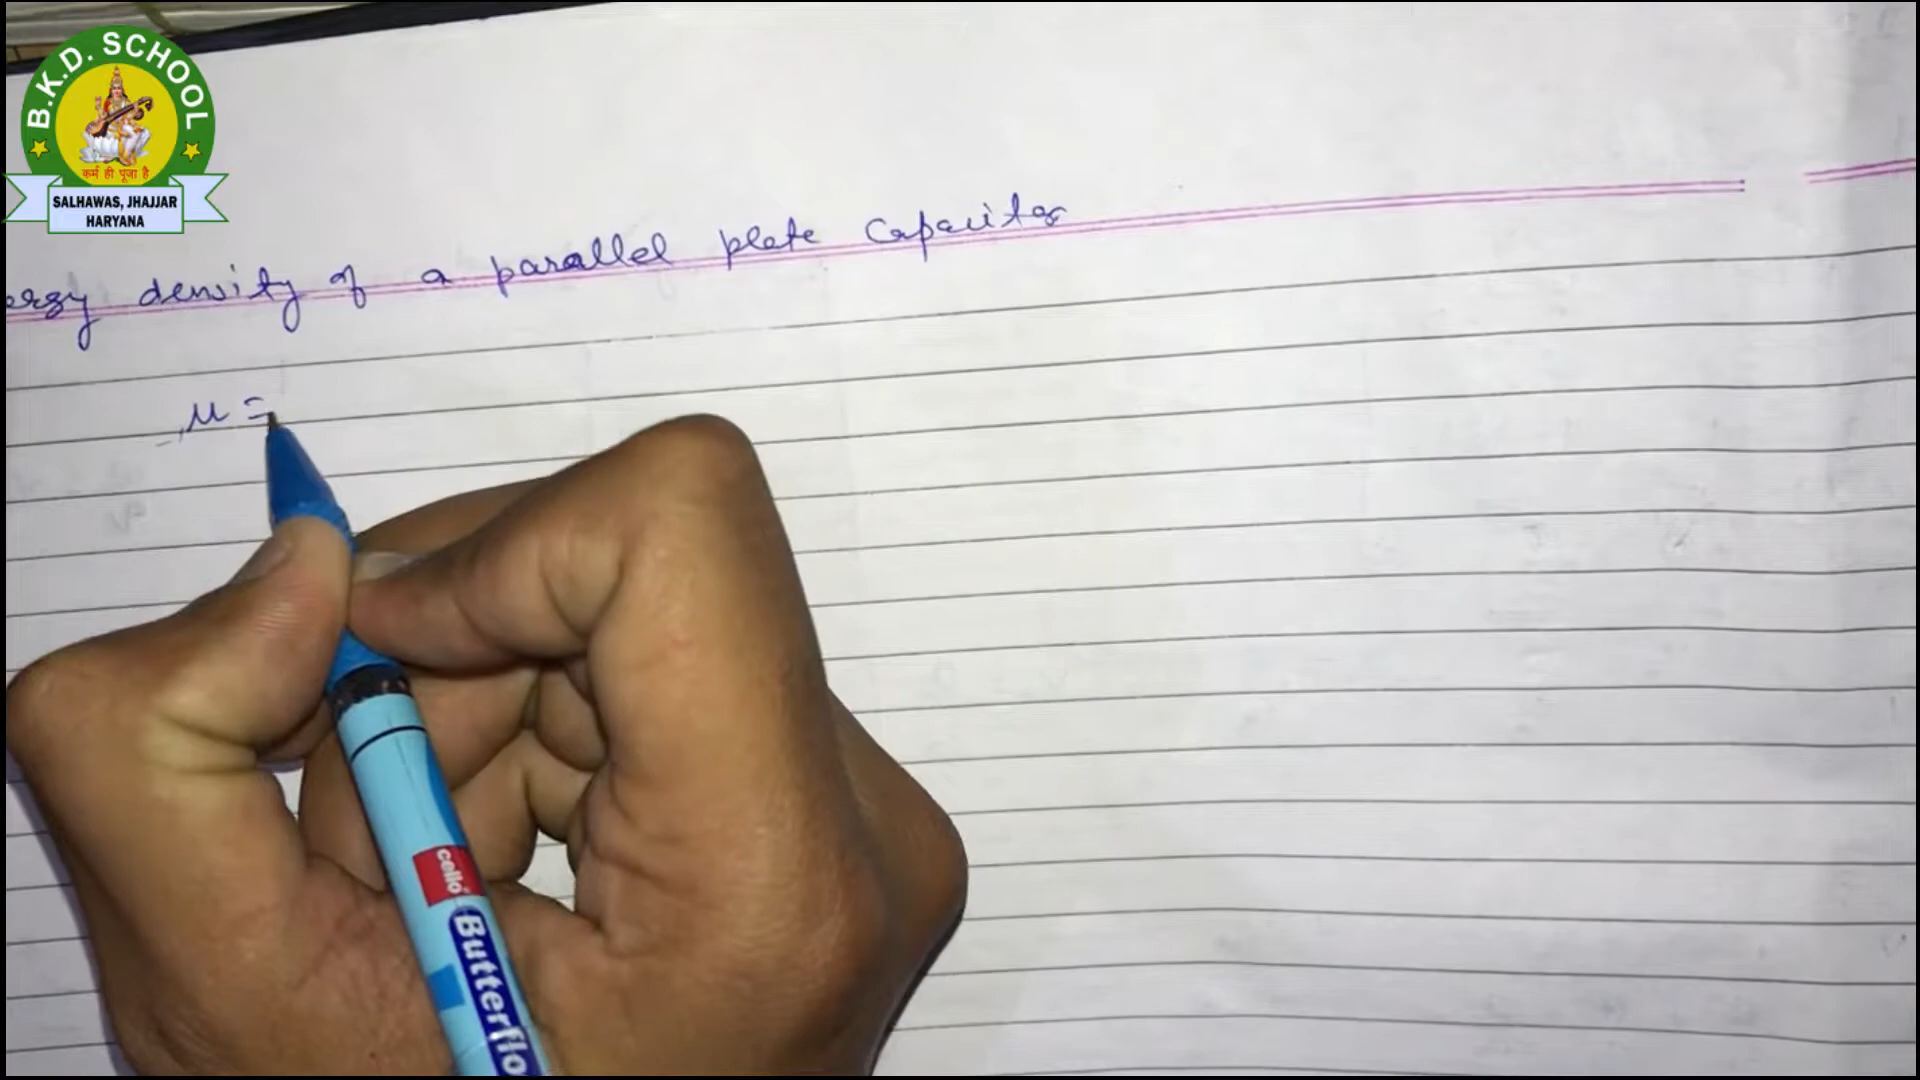 B.K.D. SCHOOL
कर्म ही पूजा है
SALHAWAS, JHAJJAR
HARYANA
ergy density of a parallel plate capacitor
u =
cello
Butterflo